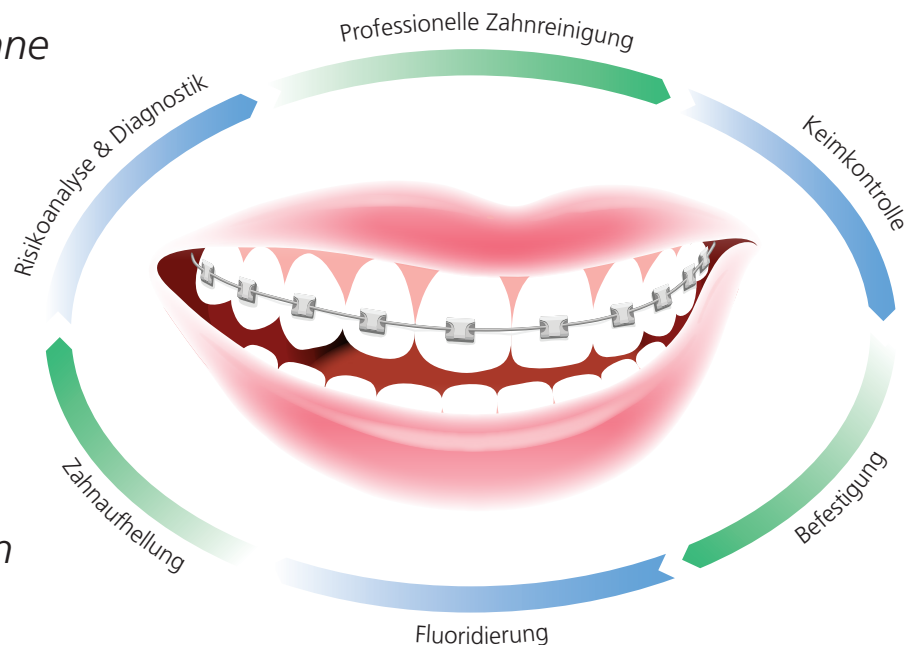 Professionelle Zahnreinigung
Keimkontrolle
Befestigung
Fluoridierung
Zahnaufhellung
Risikoanalyse & Diagnostik